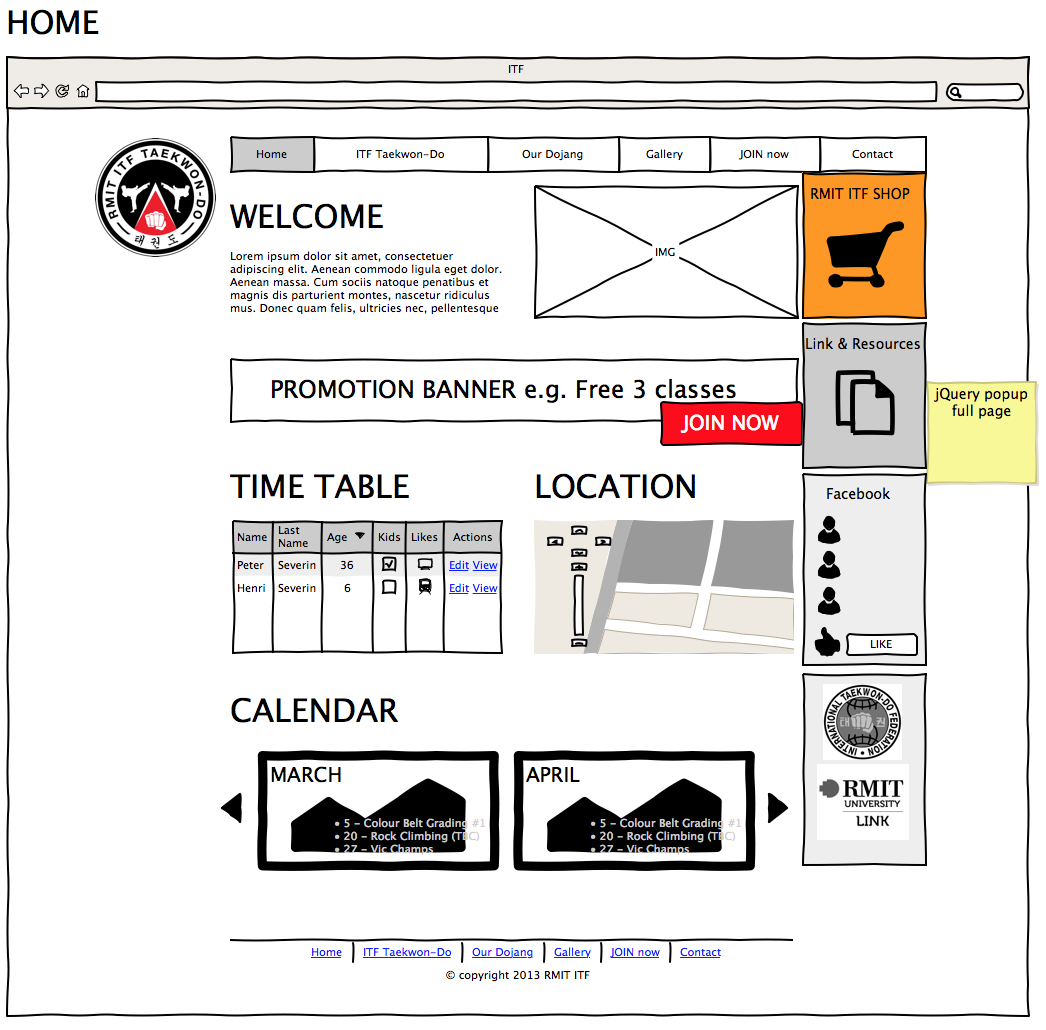 HOME
ITF
RMIT ITF TAEKWON-DO
태권도
Home
ITF Taekwon-Do
Our Dojang
Gallery
JOIN now
Contact
WELCOME
Lorem ipsum dolor sit amet, consectetuer
adipiscing elit. Aenean commodo ligula eget dolor.
Aenean massa. Cum sociis natoque penatibus et
magnis dis parturient montes, nascetur ridiculus
mus. Donec quam felis, ultricies nec, pellentesque
IMG
RMIT ITF SHOP
Link & Resources
jQuery popup
full page
PROMOTION BANNER e.g. Free 3 classes
JOIN NOW
TIME TABLE
Name Last Name Age Kids Likes Actions
Peter Severin 36 Edit View
Henri Severin 6 Edit View
LOCATION
Facebook
LIKE
INTERNATIONAL TAEKWON-DO FEDERATION
태 권
RMIT
UNIVERSITY
LINK
CALENDAR
MARCH
• 5 - Colour Belt Grading #1
• 20 - Rock Climbing (TBC)
• 27 - Vic Champs
APRIL
• 5 - Colour Belt Grading #1
• 20 - Rock Climbing (TBC)
• 27 - Vic Champs
Home ITF Taekwon-Do Our Dojang Gallery JOIN now Contact
© copyright 2013 RMIT ITF